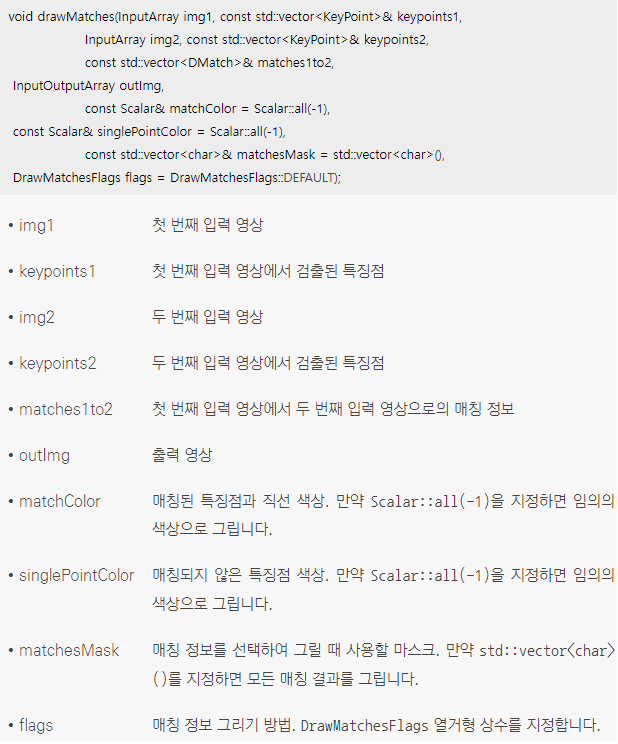 void drawMatches(InputArray img1, const std::vector<KeyPoint>& keypoints1,
InputArray img2, const std::vector<KeyPoint>& keypoints2,
const std::vector<DMatch>& matches1to2,
InputOutputArray outImg,
const Scalar& matchColor = Scalar::all(-1),
const Scalar& singlePointColor = Scalar::all(-1),
const std::vector<char>& matchesMask = std::vector<char>(),
DrawMatchesFlags flags = DrawMatchesFlags::DEFAULT);
• img1 첫 번째 입력 영상
• keypoints1 첫 번째 입력 영상에서 검출된 특징점
• img2 두 번째 입력 영상
• keypoints2 두 번째 입력 영상에서 검출된 특징점
• matches1to2 첫 번째 입력 영상에서 두 번째 입력 영상으로의 매칭 정보
• outImg 출력 영상
• matchColor 매칭된 특징점과 직선 색상. 만약 Scalar::all(-1)을 지정하면 임의의
색상으로 그립니다.
• singlePointColor 매칭되지 않은 특징점 색상. 만약 Scalar::all(-1)을 지정하면 임의의
색상으로 그립니다.
• matchesMask 매칭 정보를 선택하여 그릴 때 사용할 마스크. 만약 std::vector<char>
()를 지정하면 모든 매칭 결과를 그립니다.
• flags 매칭 정보 그리기 방법. DrawMatchesFlags 열거형 상수를 지정합니다.